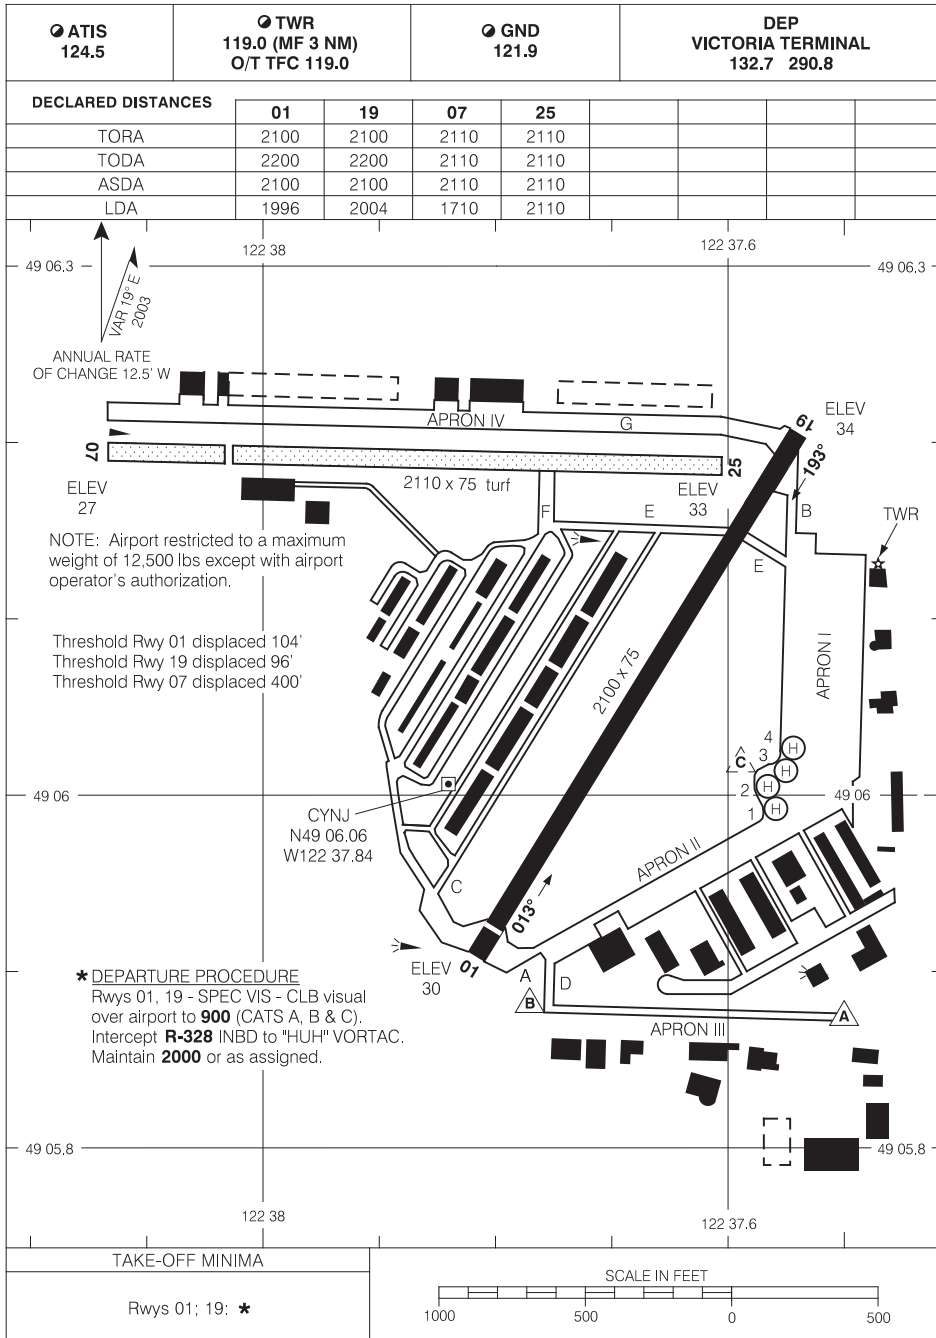 ATIS
124.5
TWR
119.0 (MF 3 NM)
O/T TFC 119.0
GND
121.9
DEP
VICTORIA TERMINAL
132.7 290.8
DECLARED DISTANCES
01 19 07 25
TORA 2100 2100 2110 2110
TODA 2200 2200 2110 2110
ASDA 2100 2100 2110 2110
LDA 1996 2004 1710 2110
122 38
122 37.6
49 06.3
49 06.3
VAR 19° E
2003
ANNUAL RATE
OF CHANGE 12.5' W
APRON IV
G
19
ELEV
34
07
25
193°
2110 x 75 turf
ELEV
27
ELEV
33
F
E
B
TWR
NOTE: Airport restricted to a maximum
weight of 12,500 lbs except with airport
operator's authorization.
E
Threshold Rwy 01 displaced 104'
Threshold Rwy 19 displaced 96'
Threshold Rwy 07 displaced 400'
2100 x 75
APRON I
4
H
3
C
H
49 06
2
H
49 06
1
H
CYNJ
N49 06.06
W122 37.84
APRON II
C
013°
ELEV
30
01
A
D
B
A
APRON III
* DEPARTURE PROCEDURE
Rwys 01, 19 - SPEC VIS - CLB visual
over airport to 900 (CATS A, B & C).
Intercept R-328 INBD to "HUH" VORTAC.
Maintain 2000 or as assigned.
49 05.8
49 05.8
122 38
122 37.6
TAKE-OFF MINIMA
Rwys 01; 19: *
SCALE IN FEET
1000 500 0 500